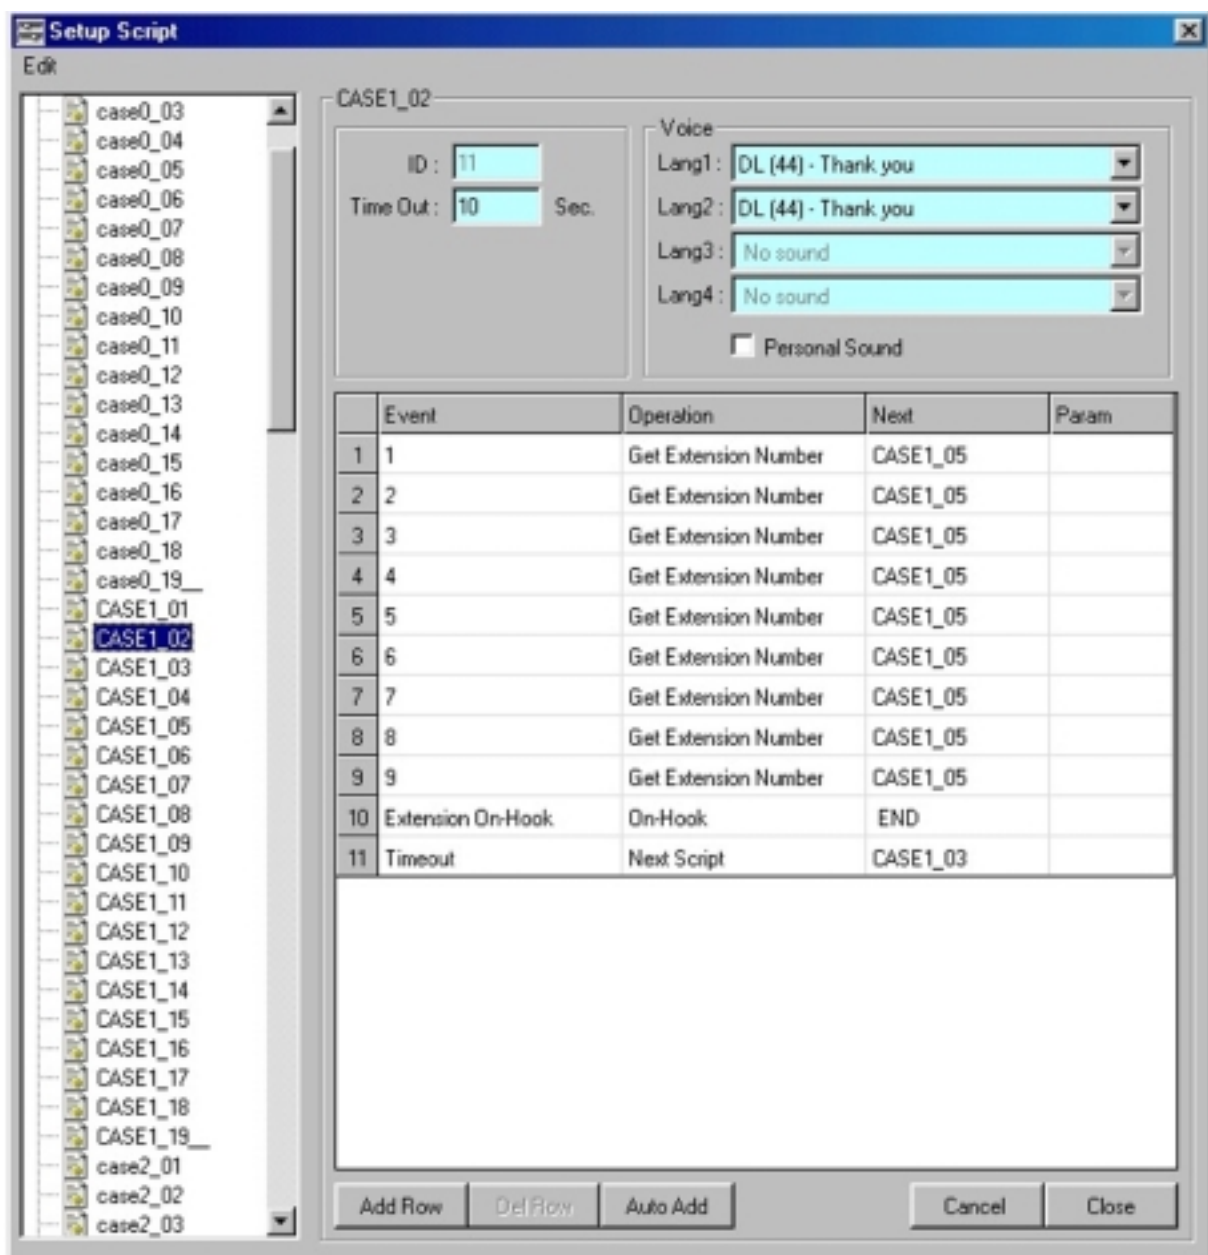 Setup Script
Edit
case0_03
case0_04
case0_05
case0_06
case0_07
case0_08
case0_09
case0_10
case0_11
case0_12
case0_13
case0_14
case0_15
case0_16
case0_17
case0_18
case0_19__
CASE1_01
CASE1_02
CASE1_03
CASE1_04
CASE1_05
CASE1_06
CASE1_07
CASE1_08
CASE1_09
CASE1_10
CASE1_11
CASE1_12
CASE1_13
CASE1_14
CASE1_15
CASE1_16
CASE1_17
CASE1_18
CASE1_19__
case2_01
case2_02
case2_03
CASE1_02
ID : 11
Time Out : 10 Sec.
Voice
Lang1 : DL (44) - Thank you
Lang2 : DL (44) - Thank you
Lang3 : No sound
Lang4 : No sound
Personal Sound
Event Operation Next Param
1 1 Get Extension Number CASE1_05
2 2 Get Extension Number CASE1_05
3 3 Get Extension Number CASE1_05
4 4 Get Extension Number CASE1_05
5 5 Get Extension Number CASE1_05
6 6 Get Extension Number CASE1_05
7 7 Get Extension Number CASE1_05
8 8 Get Extension Number CASE1_05
9 9 Get Extension Number CASE1_05
10 Extension On-Hook On-Hook END
11 Timeout Next Script CASE1_03
Add Row Del Row Auto Add Cancel Close